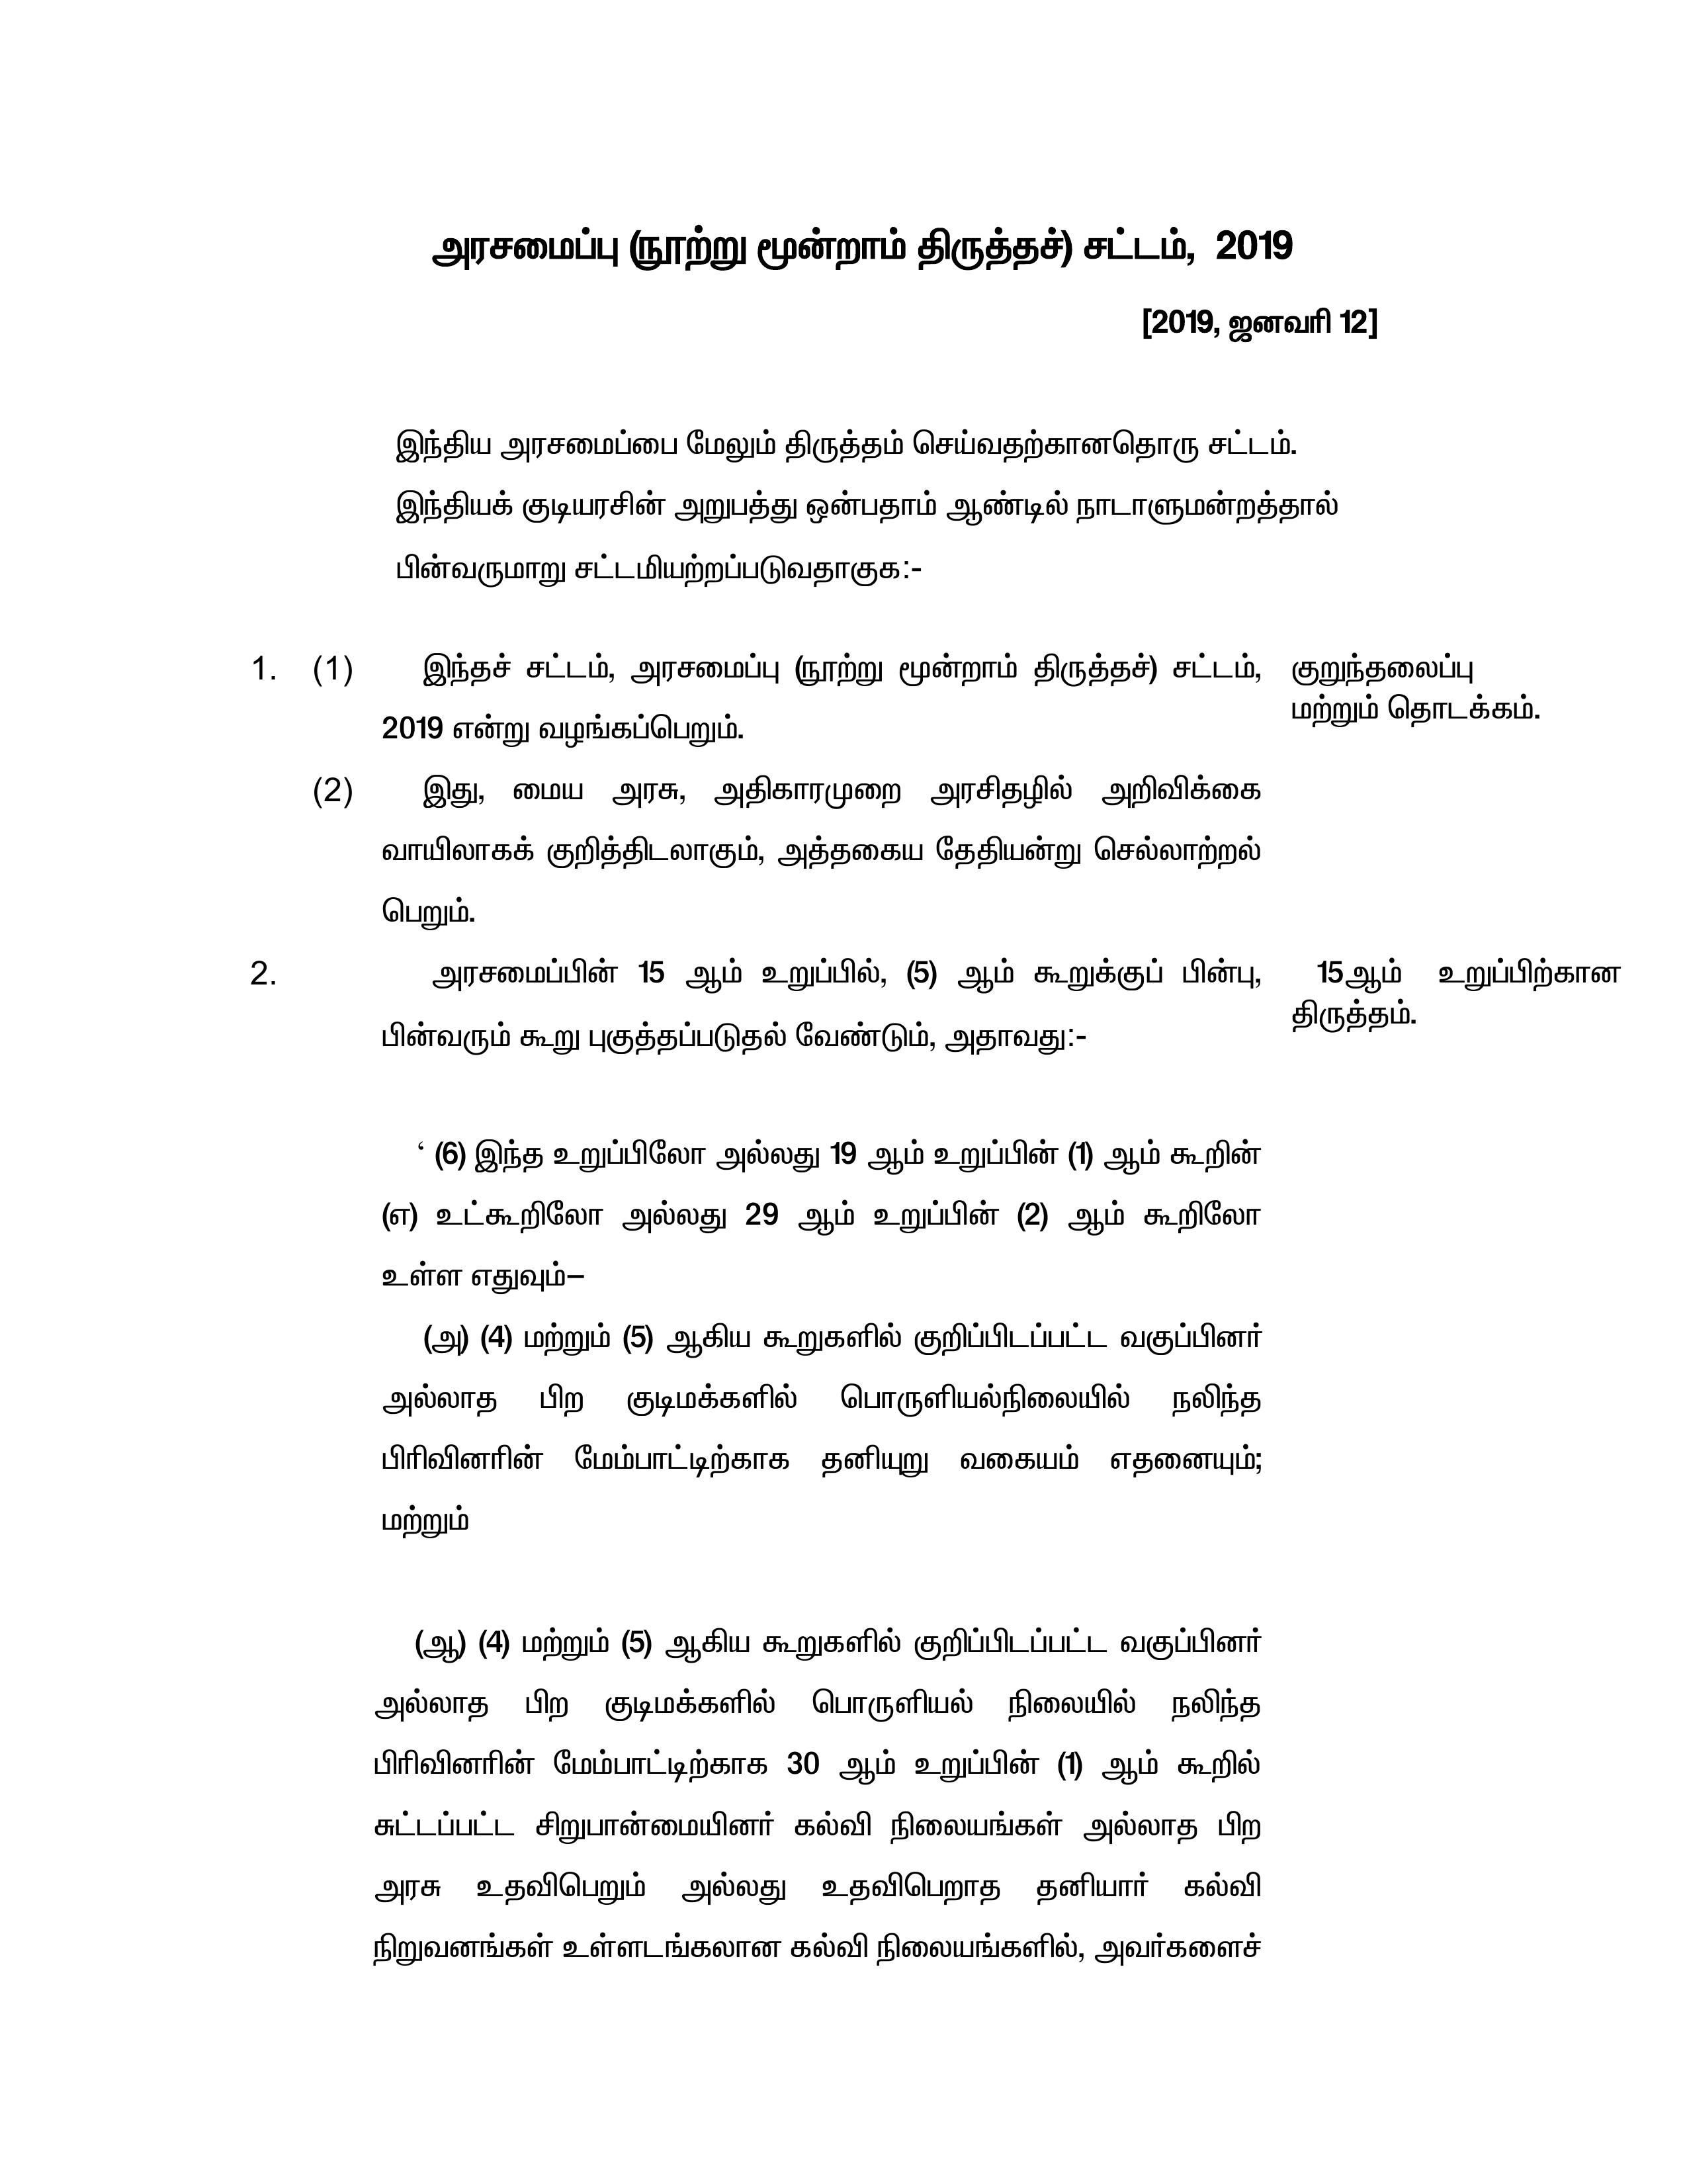 அரசமைப்பு (நூற்று மூன்றாம் திருத்தச்) சட்டம், 2019
[2019, ஜனவரி 12]
இந்திய அரசமைப்பை மேலும் திருத்தம் செய்வதற்கானதொரு சட்டம்.
இந்தியக் குடியரசின் அறுபத்து ஒன்பதாம் ஆண்டில் நாடாளுமன்றத்தால்
பின்வருமாறு சட்டமியற்றப்படுவதாகுக:-
1. (1) இந்தச் சட்டம், அரசமைப்பு (நூற்று மூன்றாம் திருத்தச்) சட்டம்,
2019 என்று வழங்கப்பெறும்.
குறுந்தலைப்பு
மற்றும் தொடக்கம்.
(2) இது, மைய அரசு, அதிகாரமுறை அரசிதழில் அறிவிக்கை
வாயிலாகக் குறித்திடலாகும், அத்தகைய தேதியன்று செல்லாற்றல்
பெறும்.
2. அரசமைப்பின் 15 ஆம் உறுப்பில், (5) ஆம் கூறுக்குப் பின்பு,
பின்வரும் கூறு புகுத்தப்படுதல் வேண்டும், அதாவது:-
15ஆம் உறுப்பிற்கான
திருத்தம்.
‘ (6) இந்த உறுப்பிலோ அல்லது 19 ஆம் உறுப்பின் (1) ஆம் கூறின்
(எ) உட்கூறிலோ அல்லது 29 ஆம் உறுப்பின் (2) ஆம் கூறிலோ
உள்ள எதுவும்–
(அ) (4) மற்றும் (5) ஆகிய கூறுகளில் குறிப்பிடப்பட்ட வகுப்பினர்
அல்லாத பிற குடிமக்களில் பொருளியல்நிலையில் நலிந்த
பிரிவினரின் மேம்பாட்டிற்காக தனியுறு வகையம் எதனையும்;
மற்றும்
(ஆ) (4) மற்றும் (5) ஆகிய கூறுகளில் குறிப்பிடப்பட்ட வகுப்பினர்
அல்லாத பிற குடிமக்களில் பொருளியல் நிலையில் நலிந்த
பிரிவினரின் மேம்பாட்டிற்காக 30 ஆம் உறுப்பின் (1) ஆம் கூறில்
சுட்டப்பட்ட சிறுபான்மையினர் கல்வி நிலையங்கள் அல்லாத பிற
அரசு உதவிபெறும் அல்லது உதவிபெறாத தனியார் கல்வி
நிறுவனங்கள் உள்ளடங்கலான கல்வி நிலையங்களில், அவர்களைச்